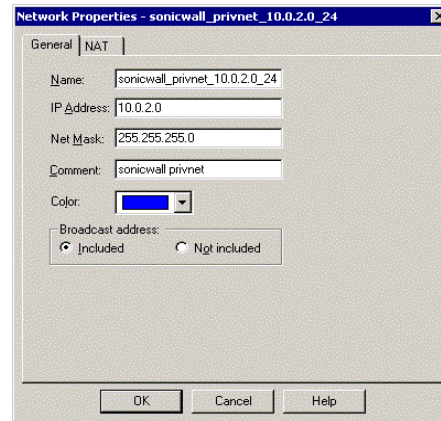 Network Properties - sonicwall_privnet_10.0.2.0_24
General NAT
Name: sonicwall_privnet_10.0.2.0_24
IP Address: 10.0.2.0
Net Mask: 255.255.255.0
Comment: sonicwall privnet
Color:
Broadcast address:
Included Not included
OK Cancel Help